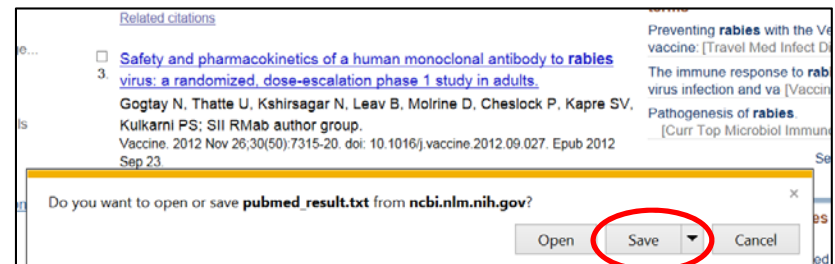 Related citations
terms
Preventing rabies with the Ve
vaccine: [Travel Med Infect D
The immune response to rab
virus infection and va [Vaccin
Pathogenesis of rabies.
[Curr Top Microbiol Immun
Se
3.
Safety and pharmacokinetics of a human monoclonal antibody to rabies
virus: a randomized, dose-escalation phase 1 study in adults.
Gogtay N, Thatte U, Kshirsagar N, Leav B, Molrine D, Cheslock P, Kapre SV,
Kulkarni PS; SII RMab author group.
Vaccine. 2012 Nov 26;30(50):7315-20. doi: 10.1016/j.vaccine.2012.09.027. Epub 2012
Sep 23.
Do you want to open or save pubmed_result.txt from ncbi.nlm.nih.gov?
Open Save Cancel